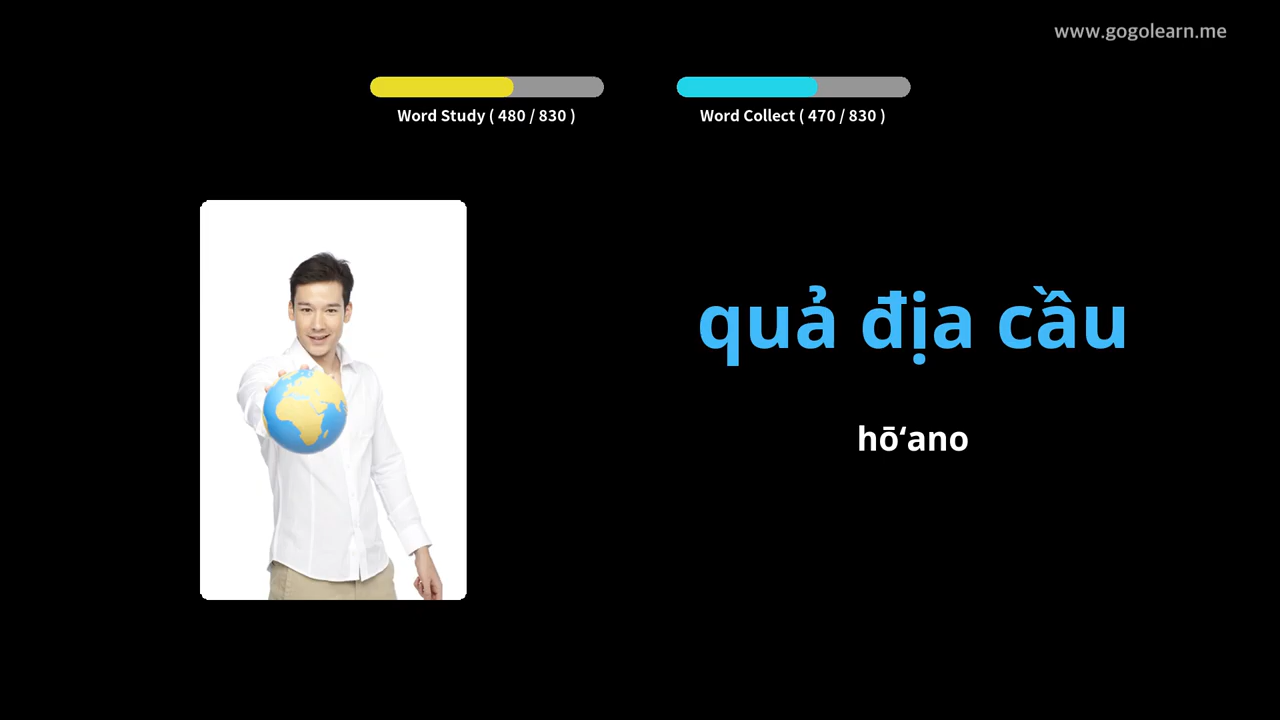 www.gogolearn.me
Word Study ( 480 / 830 )
Word Collect ( 470 / 830 )
quả địa cầu
hōʻano